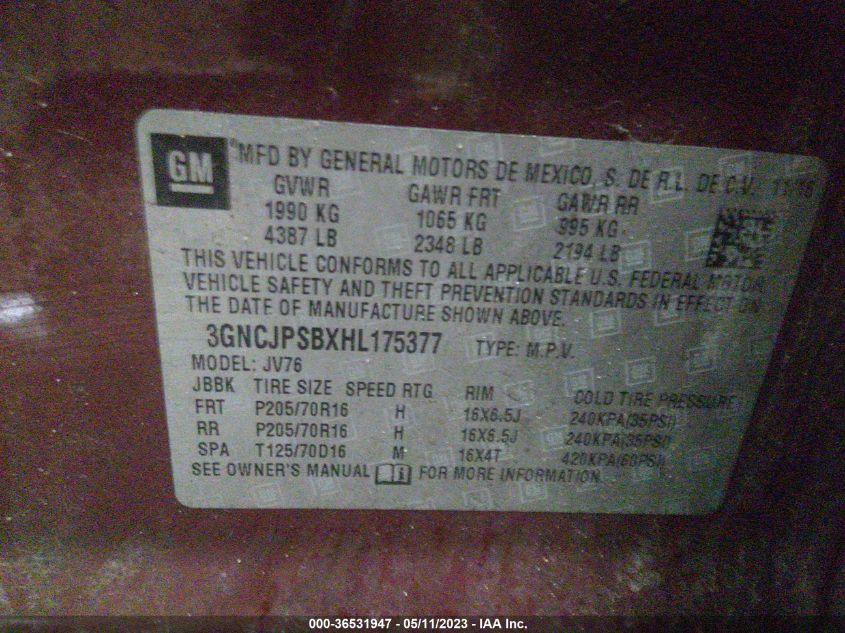 GM
MFD BY GENERAL MOTORS DE MEXICO, S. DE R.L. DE C.V. 11/16
GVWR GAWR FRT GAWR RR
1990 KG 1065 KG 995 KG
4387 LB 2348 LB 2194 LB
THIS VEHICLE CONFORMS TO ALL APPLICABLE U.S. FEDERAL MOTOR
VEHICLE SAFETY AND THEFT PREVENTION STANDARDS IN EFFECT ON
THE DATE OF MANUFACTURE SHOWN ABOVE.
3GNCJPSBXHL175377 TYPE: M.P.V.
MODEL: JV76
JBBK TIRE SIZE SPEED RTG RIM COLD TIRE PRESSURE
FRT P205/70R16 H 16X6.5J 240KPA(35PSI)
RR P205/70R16 H 16X6.5J 240KPA(35PSI)
SPA T125/70D16 M 16X4T 420KPA(60PSI)
SEE OWNER'S MANUAL FOR MORE INFORMATION
000-36531947 - 05/11/2023 - IAA Inc.